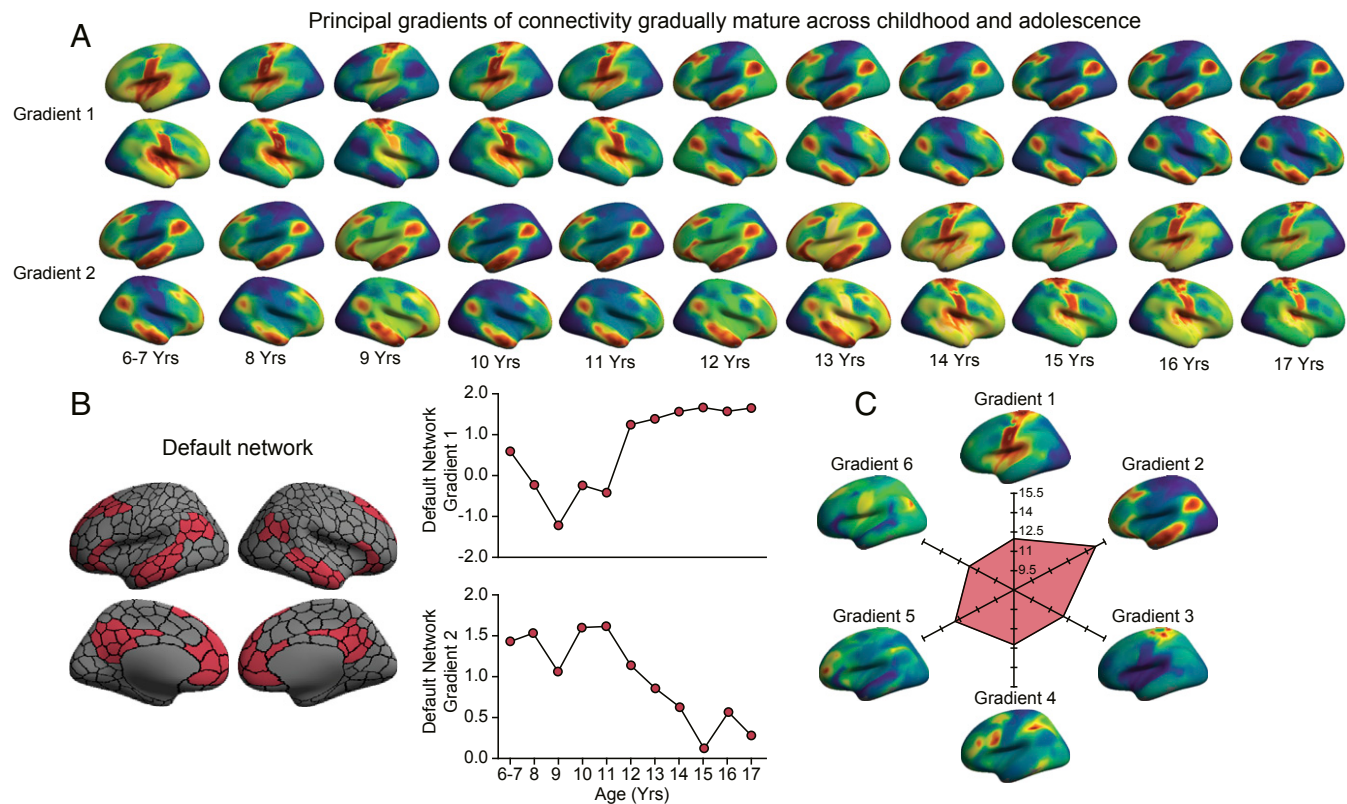 Principal gradients of connectivity gradually mature across childhood and adolescence
A
Gradient 1
Gradient 2
6-7 Yrs
8 Yrs
9 Yrs
10 Yrs
11 Yrs
12 Yrs
13 Yrs
14 Yrs
15 Yrs
16 Yrs
17 Yrs
B
Default network
Default Network
Gradient 1
2.0
1.0
0.0
-1.0
-2.0
Default Network
Gradient 2
2.0
1.5
1.0
0.5
0.0
6-7 8 9 10 11 12 13 14 15 16 17
Age (Yrs)
C
Gradient 1
Gradient 6
Gradient 2
15.5
14
12.5
11
9.5
Gradient 5
Gradient 3
Gradient 4